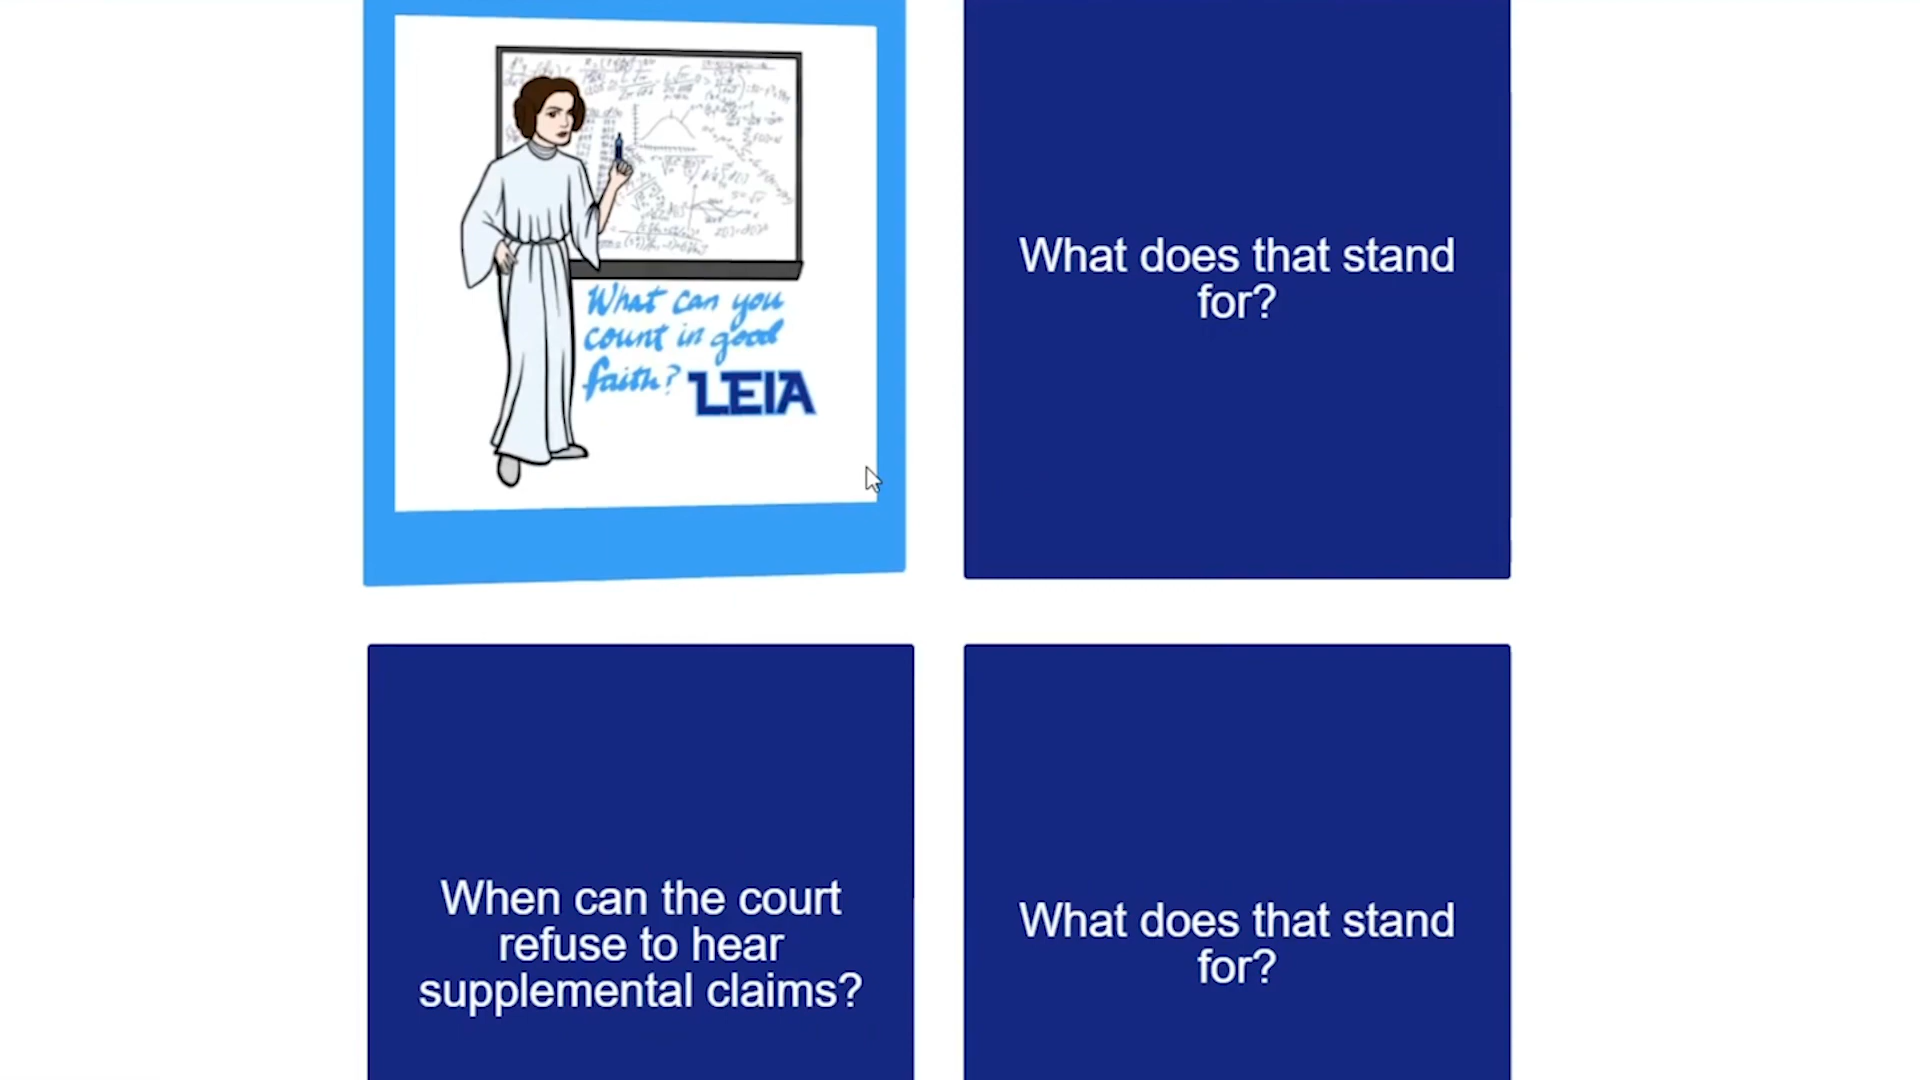 What can you
count in good
faith? LEIA
What does that stand
for?
When can the court
refuse to hear
supplemental claims?
What does that stand
for?